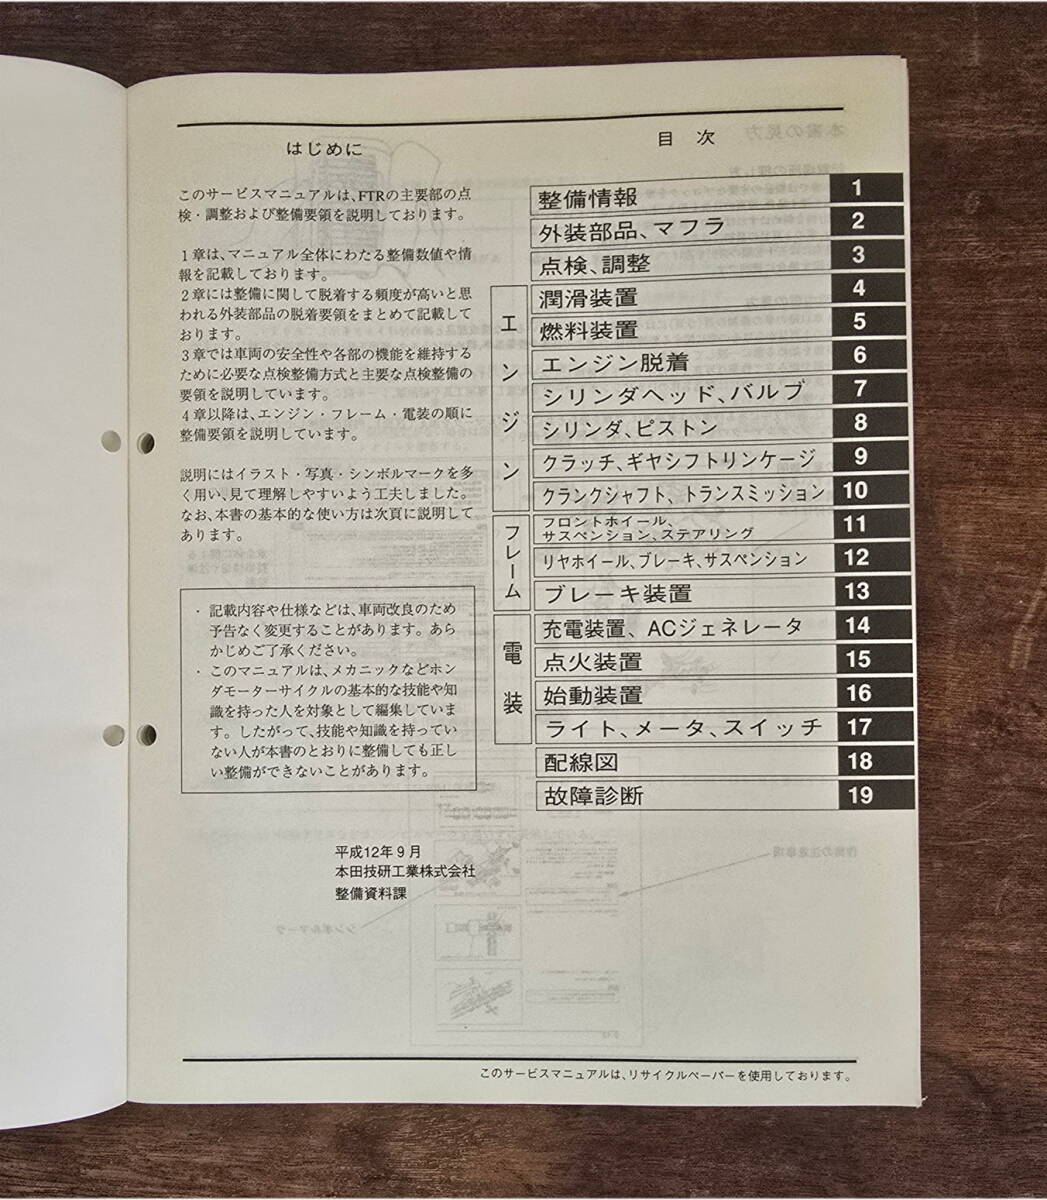 はじめに
このサービスマニュアルは、FTRの主要部の点
検・調整および整備要領を説明しております。
1章は、マニュアル全体にわたる整備数値や情
報を記載しております。
2章には整備に関して脱着する頻度が高いと思
われる外装部品の脱着要領をまとめて記載して
おります。
3章では車両の安全性や各部の機能を維持する
ために必要な点検整備方式と主要な点検整備の
要領を説明しています。
4章以降は、エンジン・フレーム・電装の順に
整備要領を説明しています。
説明にはイラスト・写真・シンボルマークを多
く用い、見て理解しやすいよう工夫しました。
なお、本書の基本的な使い方は次頁に説明して
あります。
・ 記載内容や仕様などは、車両改良のため
予告なく変更することがあります。あら
かじめご了承ください。
・ このマニュアルは、メカニックなどホン
ダモーターサイクルの基本的な技能や知
識を持った人を対象として編集していま
す。したがって、技能や知識を持ってい
ない人が本書のとおりに整備しても正し
い整備ができないことがあります。
平成12年9月
本田技研工業株式会社
整備資料課
目 次
整備情報 1
外装部品、マフラ 2
点検、調整 3
エンジン
潤滑装置 4
燃料装置 5
エンジン脱着 6
シリンダヘッド、バルブ 7
シリンダ、ピストン 8
クラッチ、ギヤシフトリンケージ 9
クランクシャフト、トランスミッション 10
フレーム
フロントホイール、
サスペンション、ステアリング 11
リヤホイール、ブレーキ、サスペンション 12
ブレーキ装置 13
電装
充電装置、ACジェネレータ 14
点火装置 15
始動装置 16
ライト、メータ、スイッチ 17
配線図 18
故障診断 19
このサービスマニュアルは、リサイクルペーパーを使用しております。